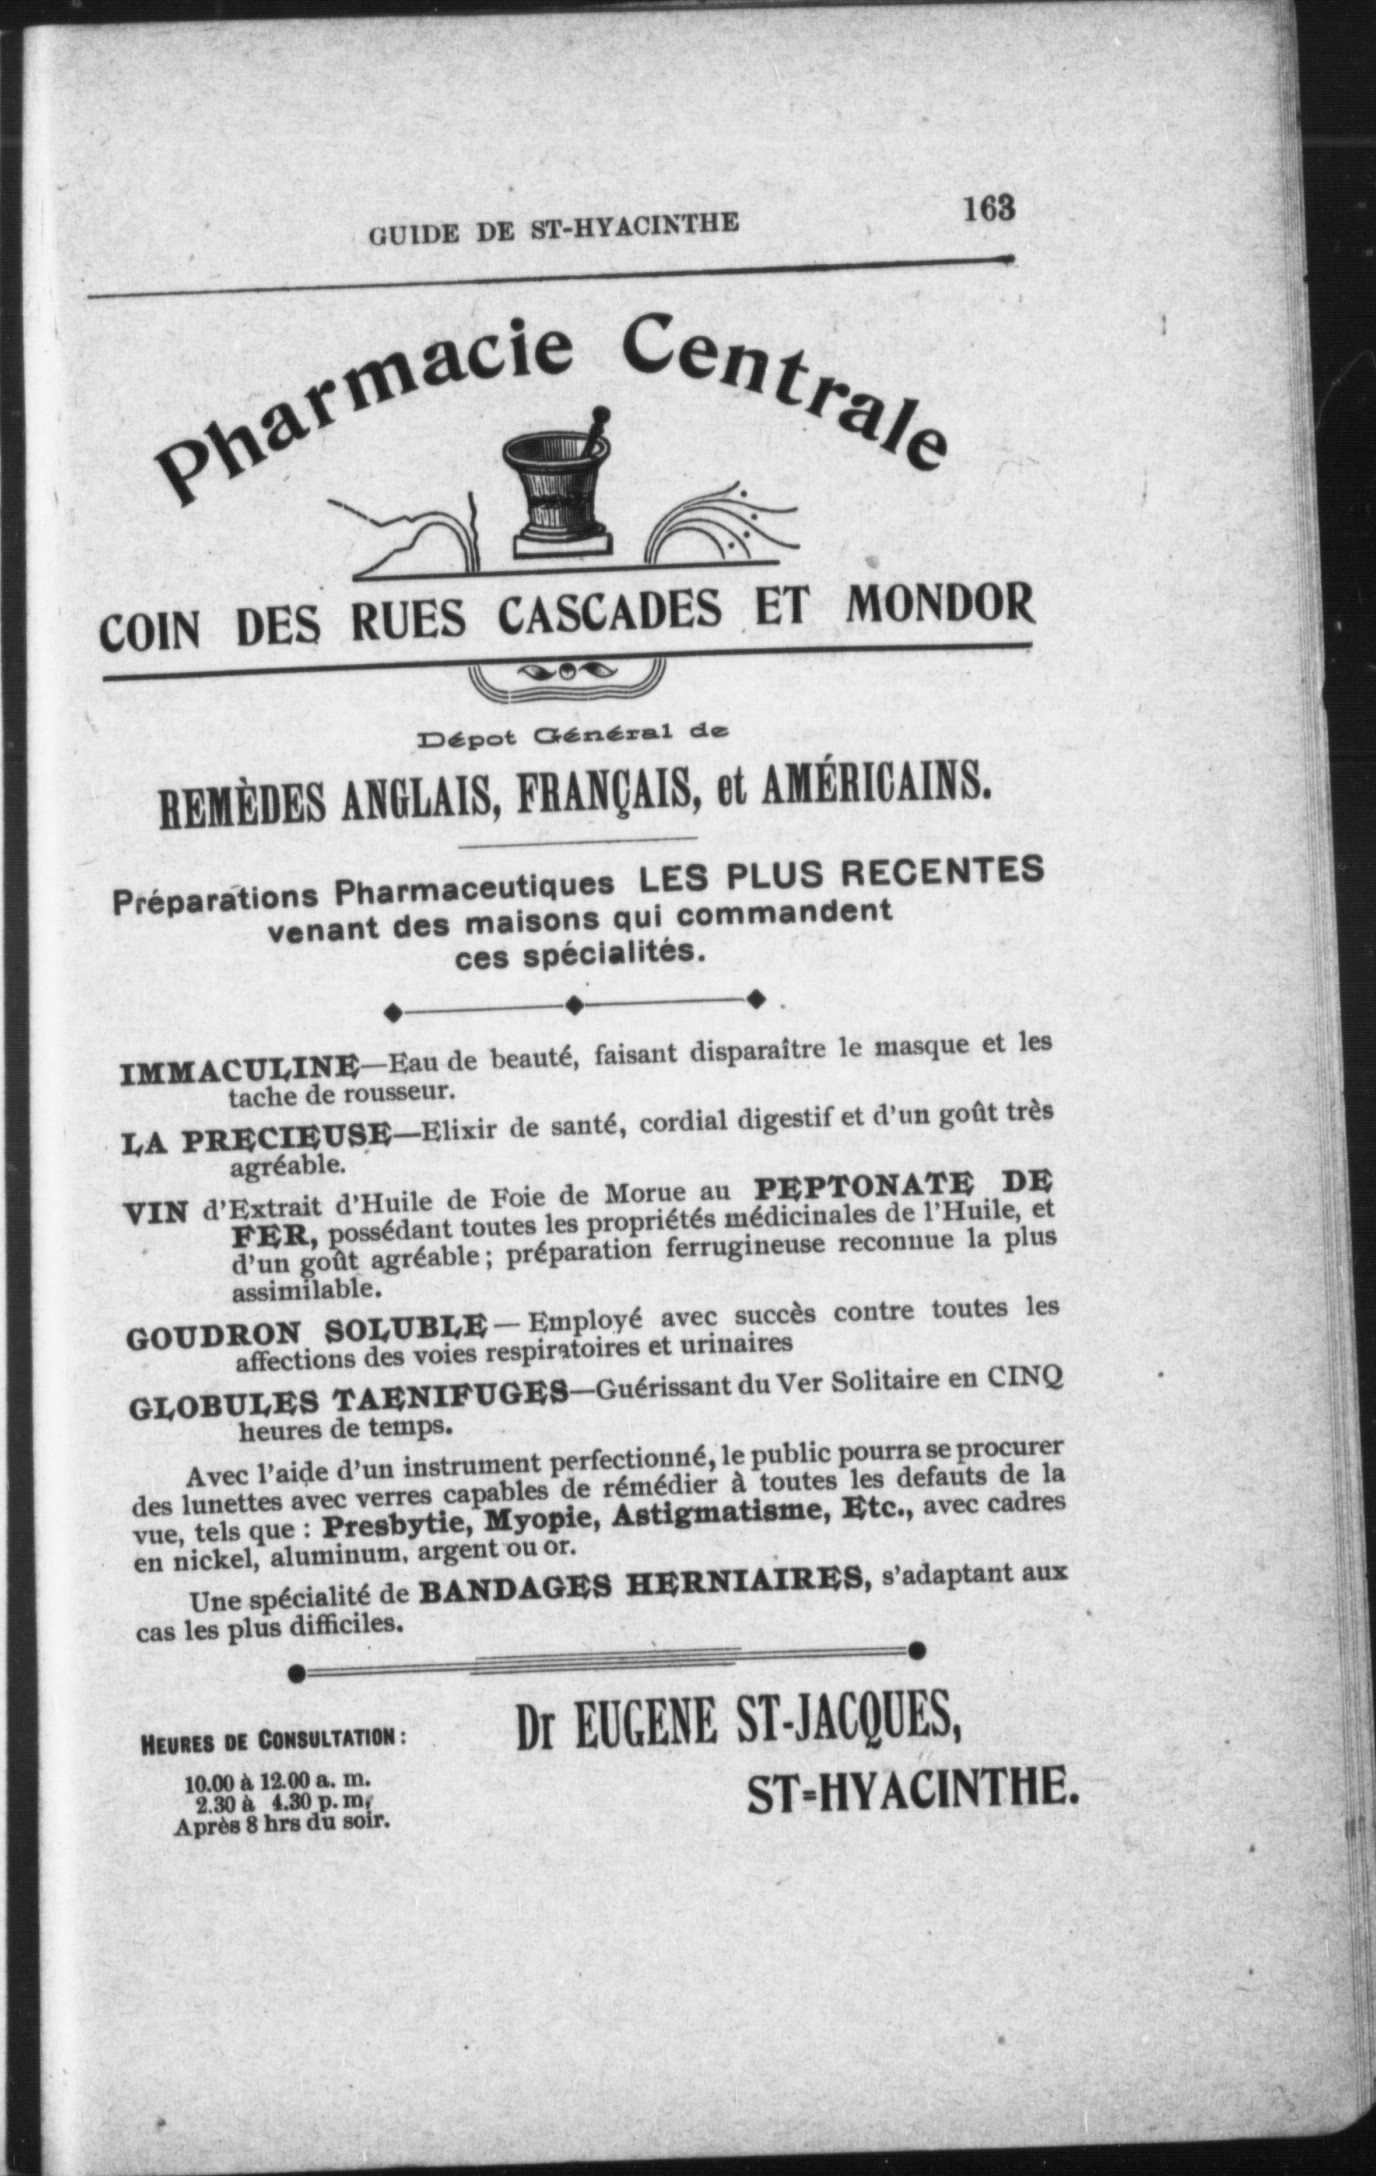 GUIDE DE ST-HYACINTHE 163
Pharmacie Centrale
COIN DES RUES CASCADES ET MONDOR
Dépot Général de
REMÈDES ANGLAIS, FRANÇAIS, et AMÉRICAINS.
Préparations Pharmaceutiques LES PLUS RECENTES
venant des maisons qui commandent
ces spécialités.
IMMACULINE—Eau de beauté, faisant disparaître le masque et les
tache de rousseur.
LA PRECIEUSE—Elixir de santé, cordial digestif et d'un goût très
agréable.
VIN d'Extrait d'Huile de Foie de Morue au PEPTONATE DE
FER, possédant toutes les propriétés médicinales de l'Huile, et
d'un goût agréable; préparation ferrugineuse reconnue la plus
assimilable.
GOUDRON SOLUBLE—Employé avec succès contre toutes les
affections des voies respiratoires et urinaires
GLOBULES TAENIFUGES—Guérissant du Ver Solitaire en CINQ
heures de temps.
Avec l'aide d'un instrument perfectionné, le public pourra se procurer
des lunettes avec verres capables de rémédier à toutes les defauts de la
vue, tels que : Presbytie, Myopie, Astigmatisme, Etc., avec cadres
en nickel, aluminum, argent ou or.
Une spécialité de BANDAGES HERNIAIRES, s'adaptant aux
cas les plus difficiles.
HEURES DE CONSULTATION:
10.00 à 12.00 a. m.
2.30 à 4.30 p. m,
Après 8 hrs du soir.
Dr EUGENE ST-JACQUES,
ST-HYACINTHE.